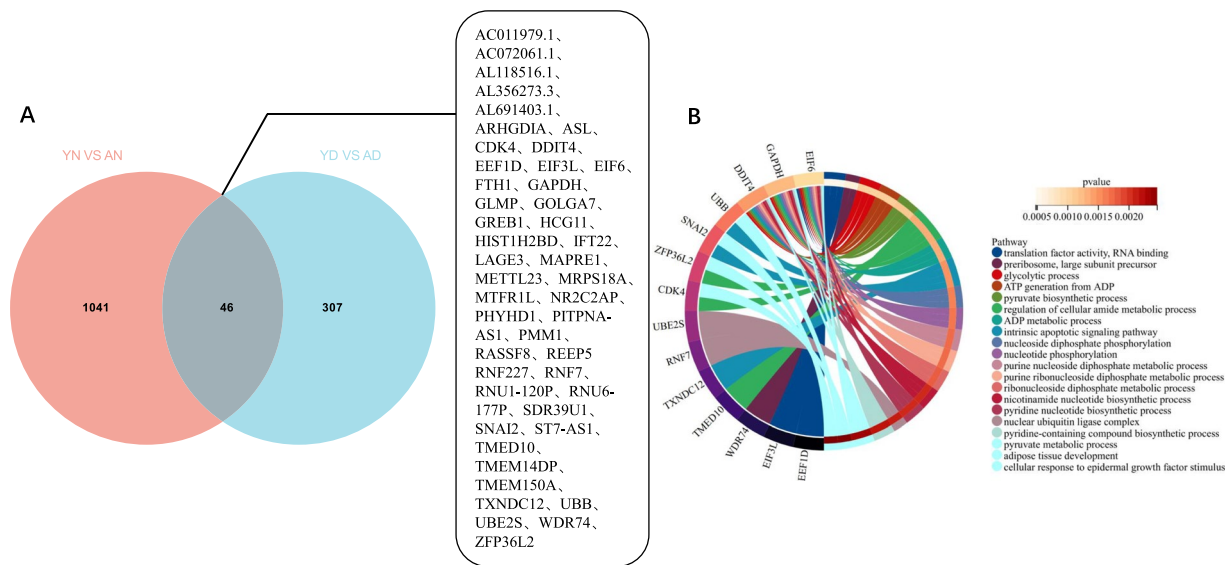 A
YN VS AN
YD VS AD
1041
46
307
AC011979.1、
AC072061.1、
AL118516.1、
AL356273.3、
AL691403.1、
ARHGDIA、ASL、
CDK4、DDIT4、
EEF1D、EIF3L、EIF6、
FTH1、GAPDH、
GLMP、GOLGA7、
GREB1、HCG11、
HIST1H2BD、IFT22、
LAGE3、MAPRE1、
METTL23、MRPS18A、
MTFR1L、NR2C2AP、
PHYHD1、PITPNA-
AS1、PMM1、
RASSF8、REEP5
RNF227、RNF7、
RNU1-120P、RNU6-
177P、SDR39U1、
SNAI2、ST7-AS1、
TMED10、
TMEM14DP、
TMEM150A、
TXNDC12、UBB、
UBE2S、WDR74、
ZFP36L2
B
EIF6
GAPDH
DDIT4
UBB
SNAI2
ZFP36L2
CDK4
UBE2S
RNF7
TXNDC12
TMED10
WDR74
EIF3L
EEF1D
pvalue
0.0005 0.0010 0.0015 0.0020
Pathway
translation factor activity, RNA binding
preribosome, large subunit precursor
glycolytic process
ATP generation from ADP
pyruvate biosynthetic process
regulation of cellular amide metabolic process
ADP metabolic process
intrinsic apoptotic signaling pathway
nucleoside diphosphate phosphorylation
nucleotide phosphorylation
purine nucleoside diphosphate metabolic process
purine ribonucleoside diphosphate metabolic process
ribonucleoside diphosphate metabolic process
nicotinamide nucleotide biosynthetic process
pyridine nucleotide biosynthetic process
nuclear ubiquitin ligase complex
pyridine-containing compound biosynthetic process
pyruvate metabolic process
adipose tissue development
cellular response to epidermal growth factor stimulus